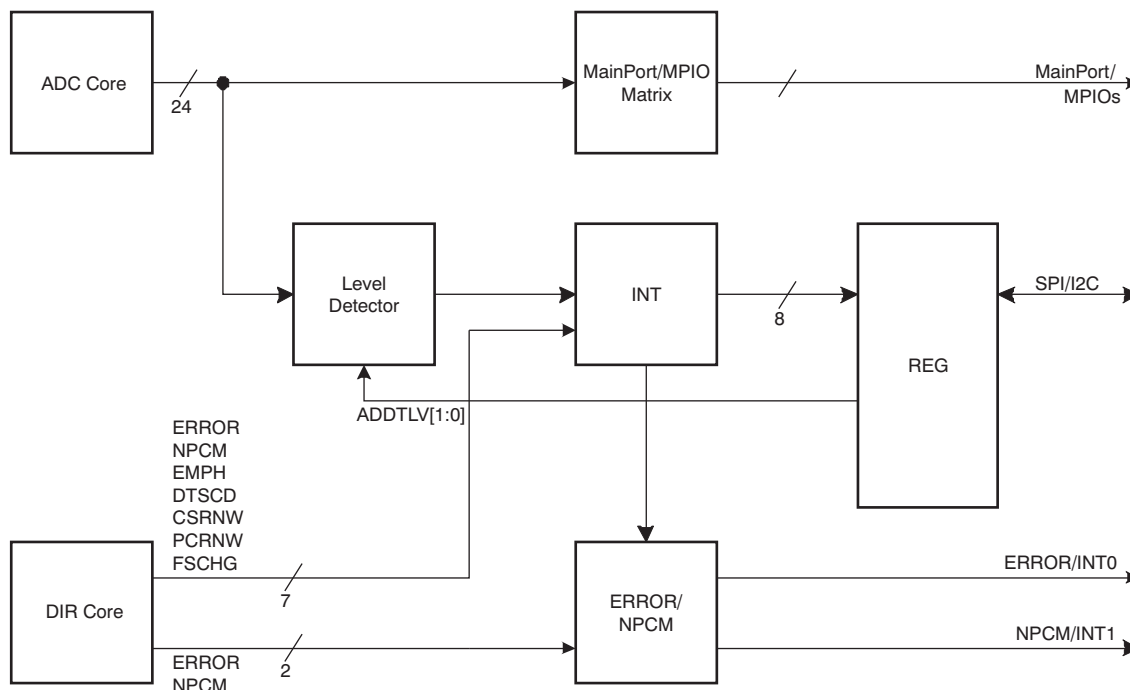 ADC Core
24
MainPort/MPIO
Matrix
MainPort/
MPIOs
Level
Detector
INT
8
REG
SPI/I2C
ADDTLV[1:0]
ERROR
NPCM
EMPH
DTSCD
CSRNW
PCRNW
FSCHG
7
DIR Core
ERROR
NPCM
2
ERROR/
NPCM
ERROR/INT0
NPCM/INT1